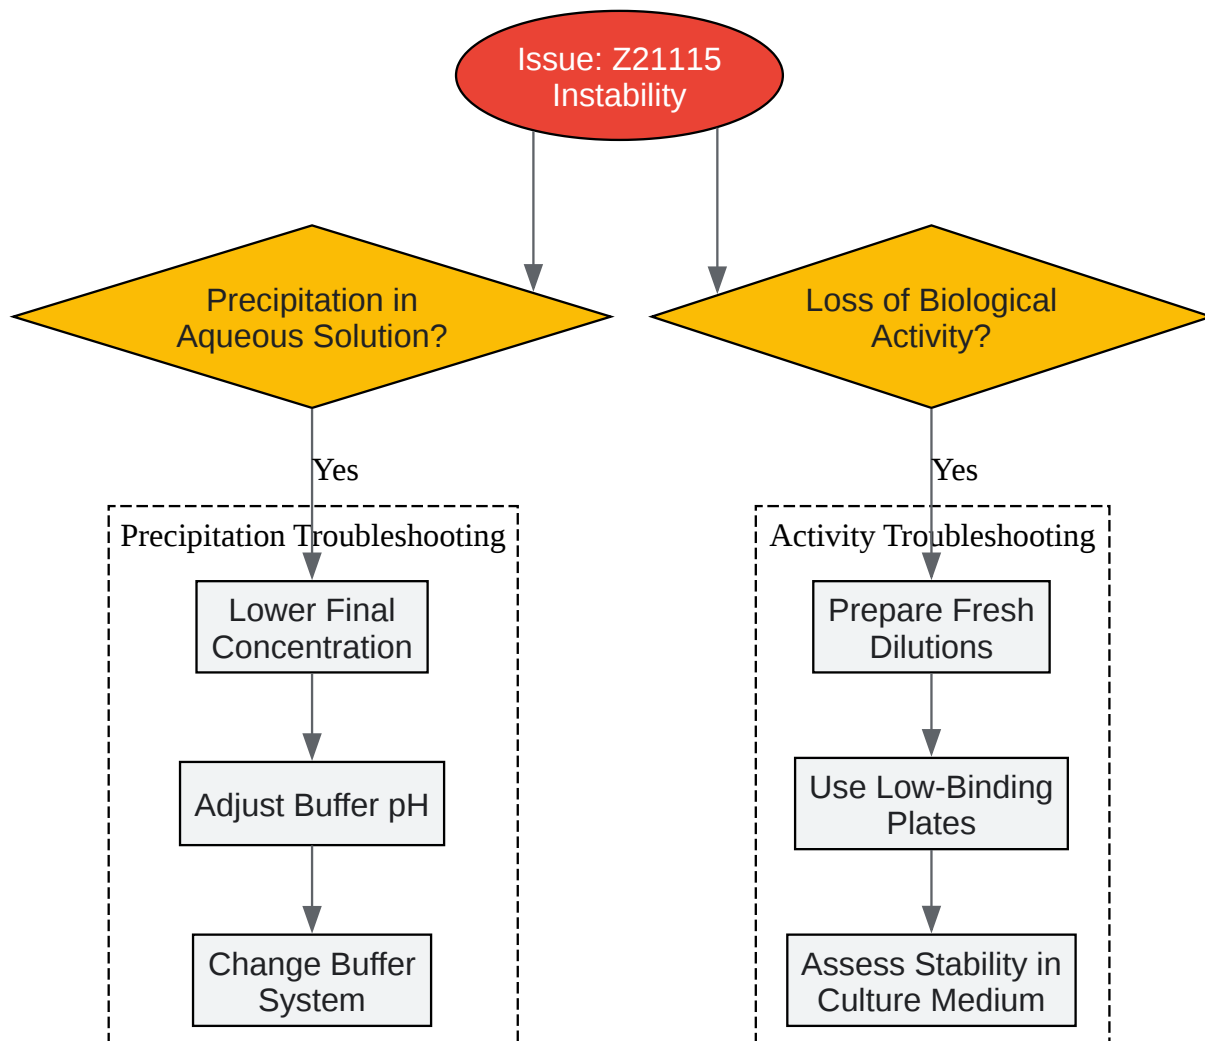 Issue: Z21115
Instability
Precipitation in
Aqueous Solution?
Loss of Biological
Activity?
Yes
Yes
Precipitation Troubleshooting
Activity Troubleshooting
Lower Final
Concentration
Prepare Fresh
Dilutions
Adjust Buffer pH
Use Low-Binding
Plates
Change Buffer
System
Assess Stability in
Culture Medium